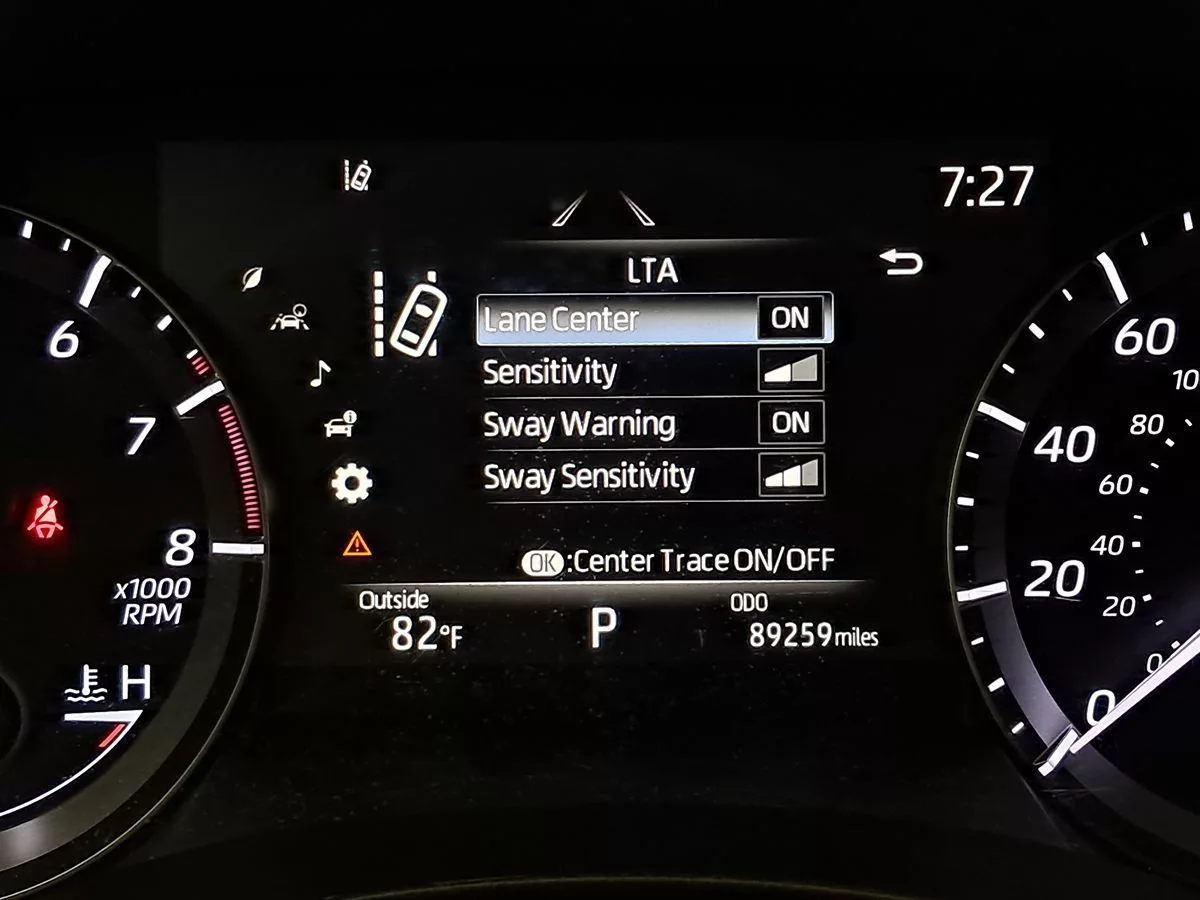 7:27
LTA
Lane Center ON
Sensitivity
Sway Warning ON
Sway Sensitivity
OK :Center Trace ON/OFF
Outside
82°F
P
ODO
89259 miles
6
7
8
x1000
RPM
H
60
40
20
0
10
80
60
40
20
0